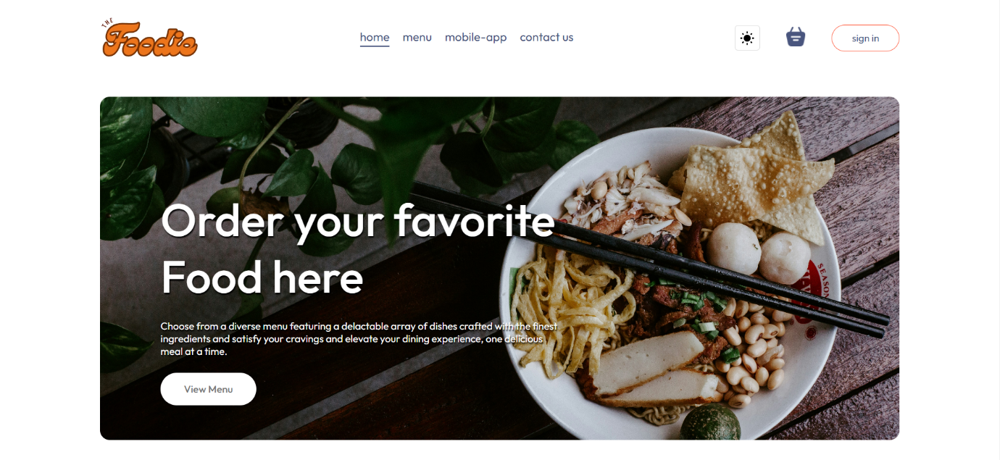 THE
Foodie
home menu mobile-app contact us
sign in
Order your favorite
Food here
Choose from a diverse menu featuring a delactable array of dishes crafted with the finest
ingredients and satisfy your cravings and elevate your dining experience, one delicious
meal at a time.
View Menu
SEASON